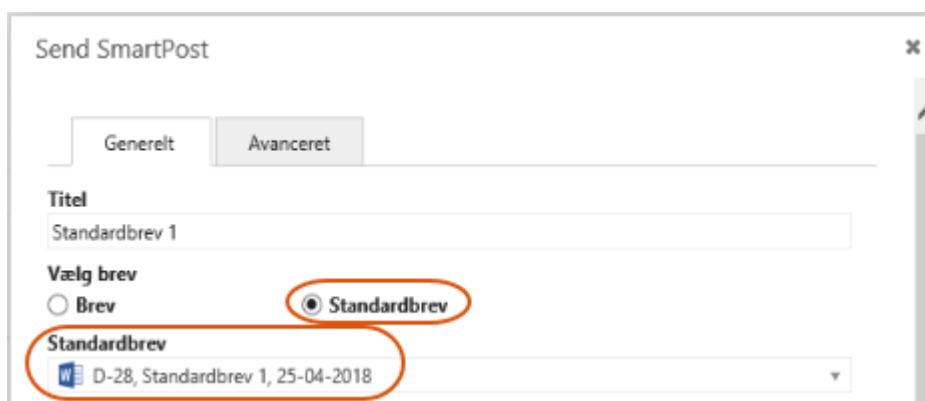 Send SmartPost
Generelt Avanceret
Titel
Standardbrev 1
Vælg brev
Brev Standardbrev
Standardbrev
D-28, Standardbrev 1, 25-04-2018